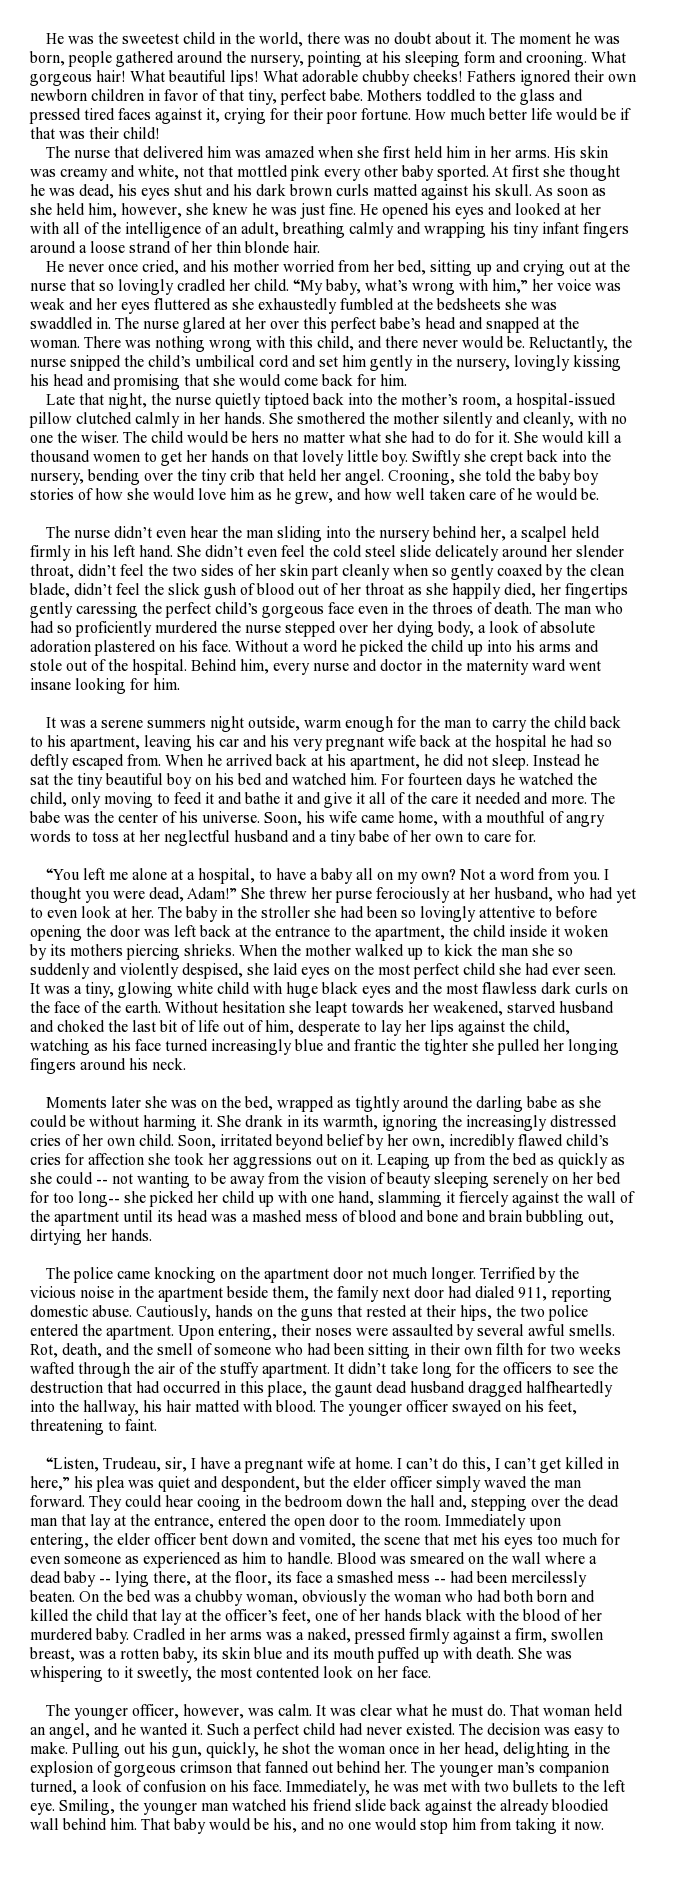 He was the sweetest child in the world, there was no doubt about it. The moment he was
born, people gathered around the nursery, pointing at his sleeping form and crooning. What
gorgeous hair! What beautiful lips! What adorable chubby cheeks! Fathers ignored their own
newborn children in favor of that tiny, perfect babe. Mothers toddled to the glass and
pressed tired faces against it, crying for their poor fortune. How much better life would be if
that was their child!
The nurse that delivered him was amazed when she first held him in her arms. His skin
was creamy and white, not that mottled pink every other baby sported. At first she thought
he was dead, his eyes shut and his dark brown curls matted against his skull. As soon as
she held him, however, she knew he was just fine. He opened his eyes and looked at her
with all of the intelligence of an adult, breathing calmly and wrapping his tiny infant fingers
around a loose strand of her thin blonde hair.
He never once cried, and his mother worried from her bed, sitting up and crying out at the
nurse that so lovingly cradled her child. “My baby, what’s wrong with him,” her voice was
weak and her eyes fluttered as she exhaustedly fumbled at the bedsheets she was
swaddled in. The nurse glared at her over this perfect babe’s head and snapped at the
woman. There was nothing wrong with this child, and there never would be. Reluctantly, the
nurse snipped the child’s umbilical cord and set him gently in the nursery, lovingly kissing
his head and promising that she would come back for him.
Late that night, the nurse quietly tiptoed back into the mother’s room, a hospital-issued
pillow clutched calmly in her hands. She smothered the mother silently and cleanly, with no
one the wiser. The child would be hers no matter what she had to do for it. She would kill a
thousand women to get her hands on that lovely little boy. Swiftly she crept back into the
nursery, bending over the tiny crib that held her angel. Crooning, she told the baby boy
stories of how she would love him as he grew, and how well taken care of he would be.

The nurse didn’t even hear the man sliding into the nursery behind her, a scalpel held
firmly in his left hand. She didn’t even feel the cold steel slide delicately around her slender
throat, didn’t feel the two sides of her skin part cleanly when so gently coaxed by the clean
blade, didn’t feel the slick gush of blood out of her throat as she happily died, her fingertips
gently caressing the perfect child’s gorgeous face even in the throes of death. The man who
had so proficiently murdered the nurse stepped over her dying body, a look of absolute
adoration plastered on his face. Without a word he picked the child up into his arms and
stole out of the hospital. Behind him, every nurse and doctor in the maternity ward went
insane looking for him.

It was a serene summers night outside, warm enough for the man to carry the child back
to his apartment, leaving his car and his very pregnant wife back at the hospital he had so
deftly escaped from. When he arrived back at his apartment, he did not sleep. Instead he
sat the tiny beautiful boy on his bed and watched him. For fourteen days he watched the
child, only moving to feed it and bathe it and give it all of the care it needed and more. The
babe was the center of his universe. Soon, his wife came home, with a mouthful of angry
words to toss at her neglectful husband and a tiny babe of her own to care for.

“You left me alone at a hospital, to have a baby all on my own? Not a word from you. I
thought you were dead, Adam!” She threw her purse ferociously at her husband, who had yet
to even look at her. The baby in the stroller she had been so lovingly attentive to before
opening the door was left back at the entrance to the apartment, the child inside it woken
by its mothers piercing shrieks. When the mother walked up to kick the man she so
suddenly and violently despised, she laid eyes on the most perfect child she had ever seen.
It was a tiny, glowing white child with huge black eyes and the most flawless dark curls on
the face of the earth. Without hesitation she leapt towards her weakened, starved husband
and choked the last bit of life out of him, desperate to lay her lips against the child,
watching as his face turned increasingly blue and frantic the tighter she pulled her longing
fingers around his neck.

Moments later she was on the bed, wrapped as tightly around the darling babe as she
could be without harming it. She drank in its warmth, ignoring the increasingly distressed
cries of her own child. Soon, irritated beyond belief by her own, incredibly flawed child’s
cries for affection she took her aggressions out on it. Leaping up from the bed as quickly as
she could -- not wanting to be away from the vision of beauty sleeping serenely on her bed
for too long-- she picked her child up with one hand, slamming it fiercely against the wall of
the apartment until its head was a mashed mess of blood and bone and brain bubbling out,
dirtying her hands.

The police came knocking on the apartment door not much longer. Terrified by the
vicious noise in the apartment beside them, the family next door had dialed 911, reporting
domestic abuse. Cautiously, hands on the guns that rested at their hips, the two police
entered the apartment. Upon entering, their noses were assaulted by several awful smells.
Rot, death, and the smell of someone who had been sitting in their own filth for two weeks
wafted through the air of the stuffy apartment. It didn’t take long for the officers to see the
destruction that had occurred in this place, the gaunt dead husband dragged halfheartedly
into the hallway, his hair matted with blood. The younger officer swayed on his feet,
threatening to faint.

“Listen, Trudeau, sir, I have a pregnant wife at home. I can’t do this, I can’t get killed in
here,” his plea was quiet and despondent, but the elder officer simply waved the man
forward. They could hear cooing in the bedroom down the hall and, stepping over the dead
man that lay at the entrance, entered the open door to the room. Immediately upon
entering, the elder officer bent down and vomited, the scene that met his eyes too much for
even someone as experienced as him to handle. Blood was smeared on the wall where a
dead baby -- lying there, at the floor, its face a smashed mess -- had been mercilessly
beaten. On the bed was a chubby woman, obviously the woman who had both born and
killed the child that lay at the officer’s feet, one of her hands black with the blood of her
murdered baby. Cradled in her arms was a naked, pressed firmly against a firm, swollen
breast, was a rotten baby, its skin blue and its mouth puffed up with death. She was
whispering to it sweetly, the most contented look on her face.

The younger officer, however, was calm. It was clear what he must do. That woman held
an angel, and he wanted it. Such a perfect child had never existed. The decision was easy to
make. Pulling out his gun, quickly, he shot the woman once in her head, delighting in the
explosion of gorgeous crimson that fanned out behind her. The younger man’s companion
turned, a look of confusion on his face. Immediately, he was met with two bullets to the left
eye. Smiling, the younger man watched his friend slide back against the already bloodied
wall behind him. That baby would be his, and no one would stop him from taking it now.